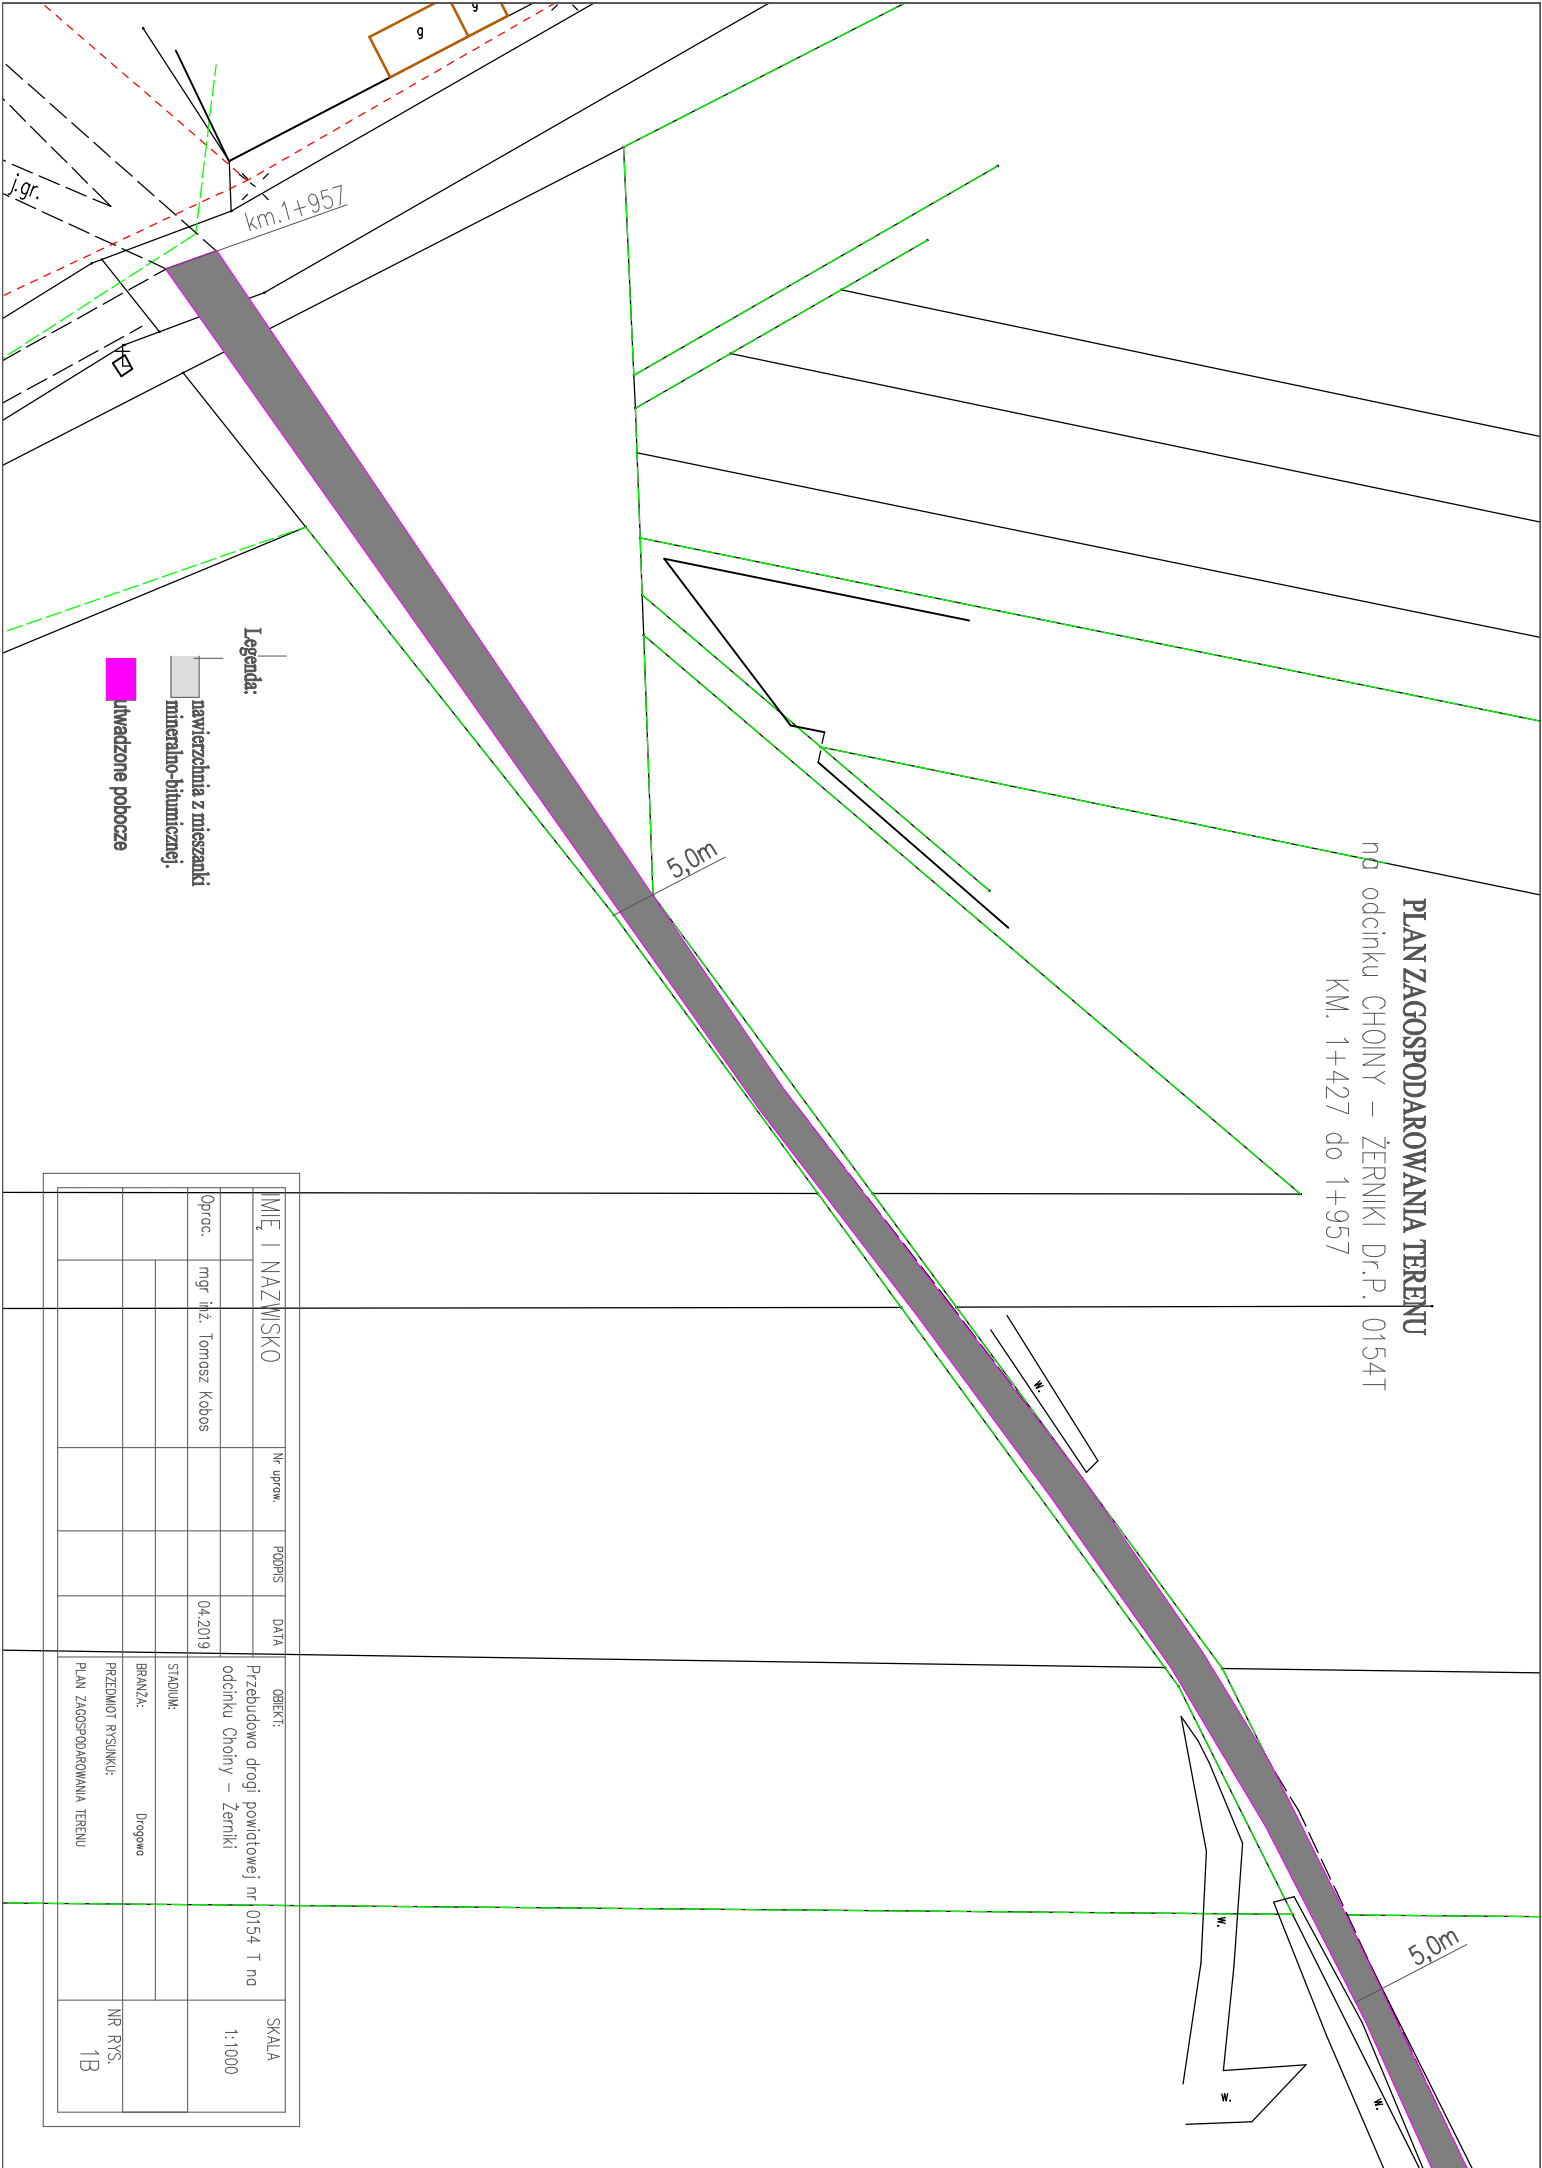 PLAN ZAGOSPODAROWANIA TERENU
na odcinku CHOINY - ŻERNIKI Dr.P. 0154T
KM. 1+427 do 1+957
g
g
j.gr.
km.1+957
5,0m
5,0m
w.
w.
w.
w.
Legenda:
nawierzchnia z mieszanki
mineralno-bitumicznej.
utwadzone pobocze
IMIĘ I NAZWISKO
Nr upraw.
PODPIS
DATA
OBIEKT:
SKALA
Oprac.
mgr inż. Tomasz Kobos
04.2019
Przebudowa drogi powiatowej nr 0154 T na
odcinku Choiny - Żerniki
1:1000
STADIUM:
BRANŻA:
Drogowa
PRZEDMIOT RYSUNKU:
PLAN ZAGOSPODAROWANIA TERENU
NR RYS.
1B